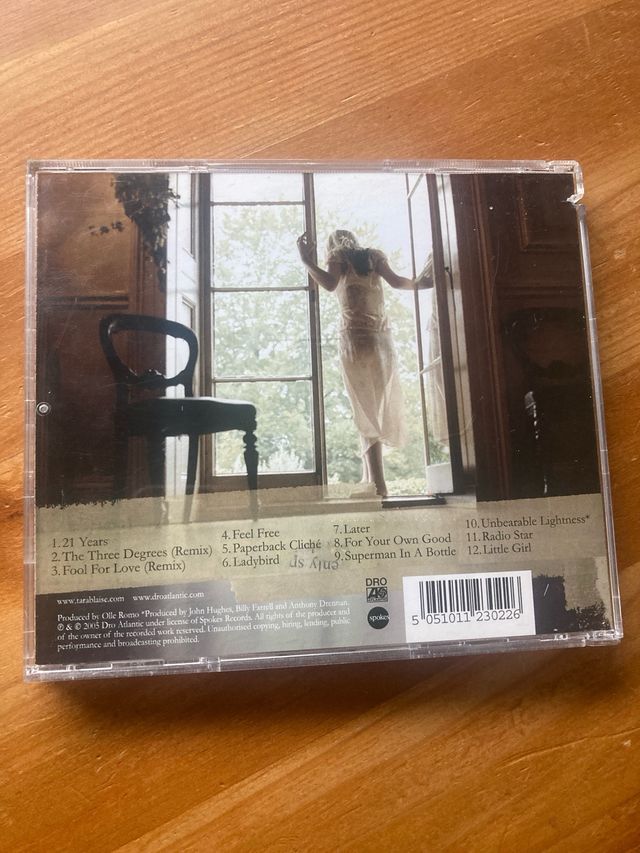 1. 21 Years
2. The Three Degrees (Remix)
3. Fool For Love (Remix)
4. Feel Free
5. Paperback Cliché
6. Ladybird
7. Later
8. For Your Own Good
9. Superman In A Bottle
10. Unbearable Lightness*
11. Radio Star
12. Little Girl
www.tarablaise.com www.droatlantic.com
Produced by Olle Romo *Produced by John Hughes, Billy Farrell and Anthony Drennan.
℗ & © 2005 Dro Atlantic under license of Spokes Records. All rights of the producer and
of the owner of the recorded work reserved. Unauthorised copying, hiring, lending, public
performance and broadcasting prohibited.
DRO
spokes
5 051011 230226